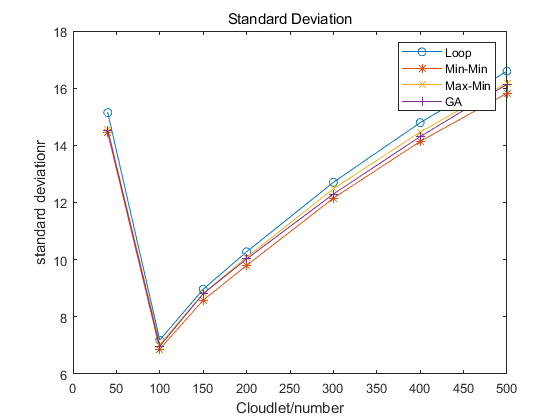 Standard Deviation
18
16
14
12
10
8
6
standard deviationr
Loop
Min-Min
Max-Min
GA
0 50 100 150 200 250 300 350 400 450 500
Cloudlet/number